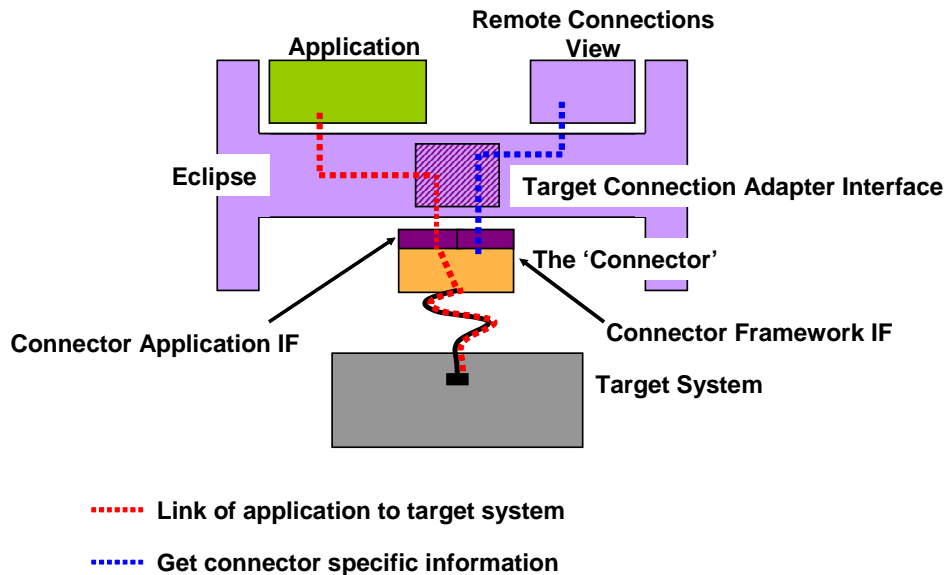 Remote Connections
View
Application
Eclipse
Target Connection Adapter Interface
The ‘Connector’
Connector Application IF
Connector Framework IF
Target System
Link of application to target system
Get connector specific information